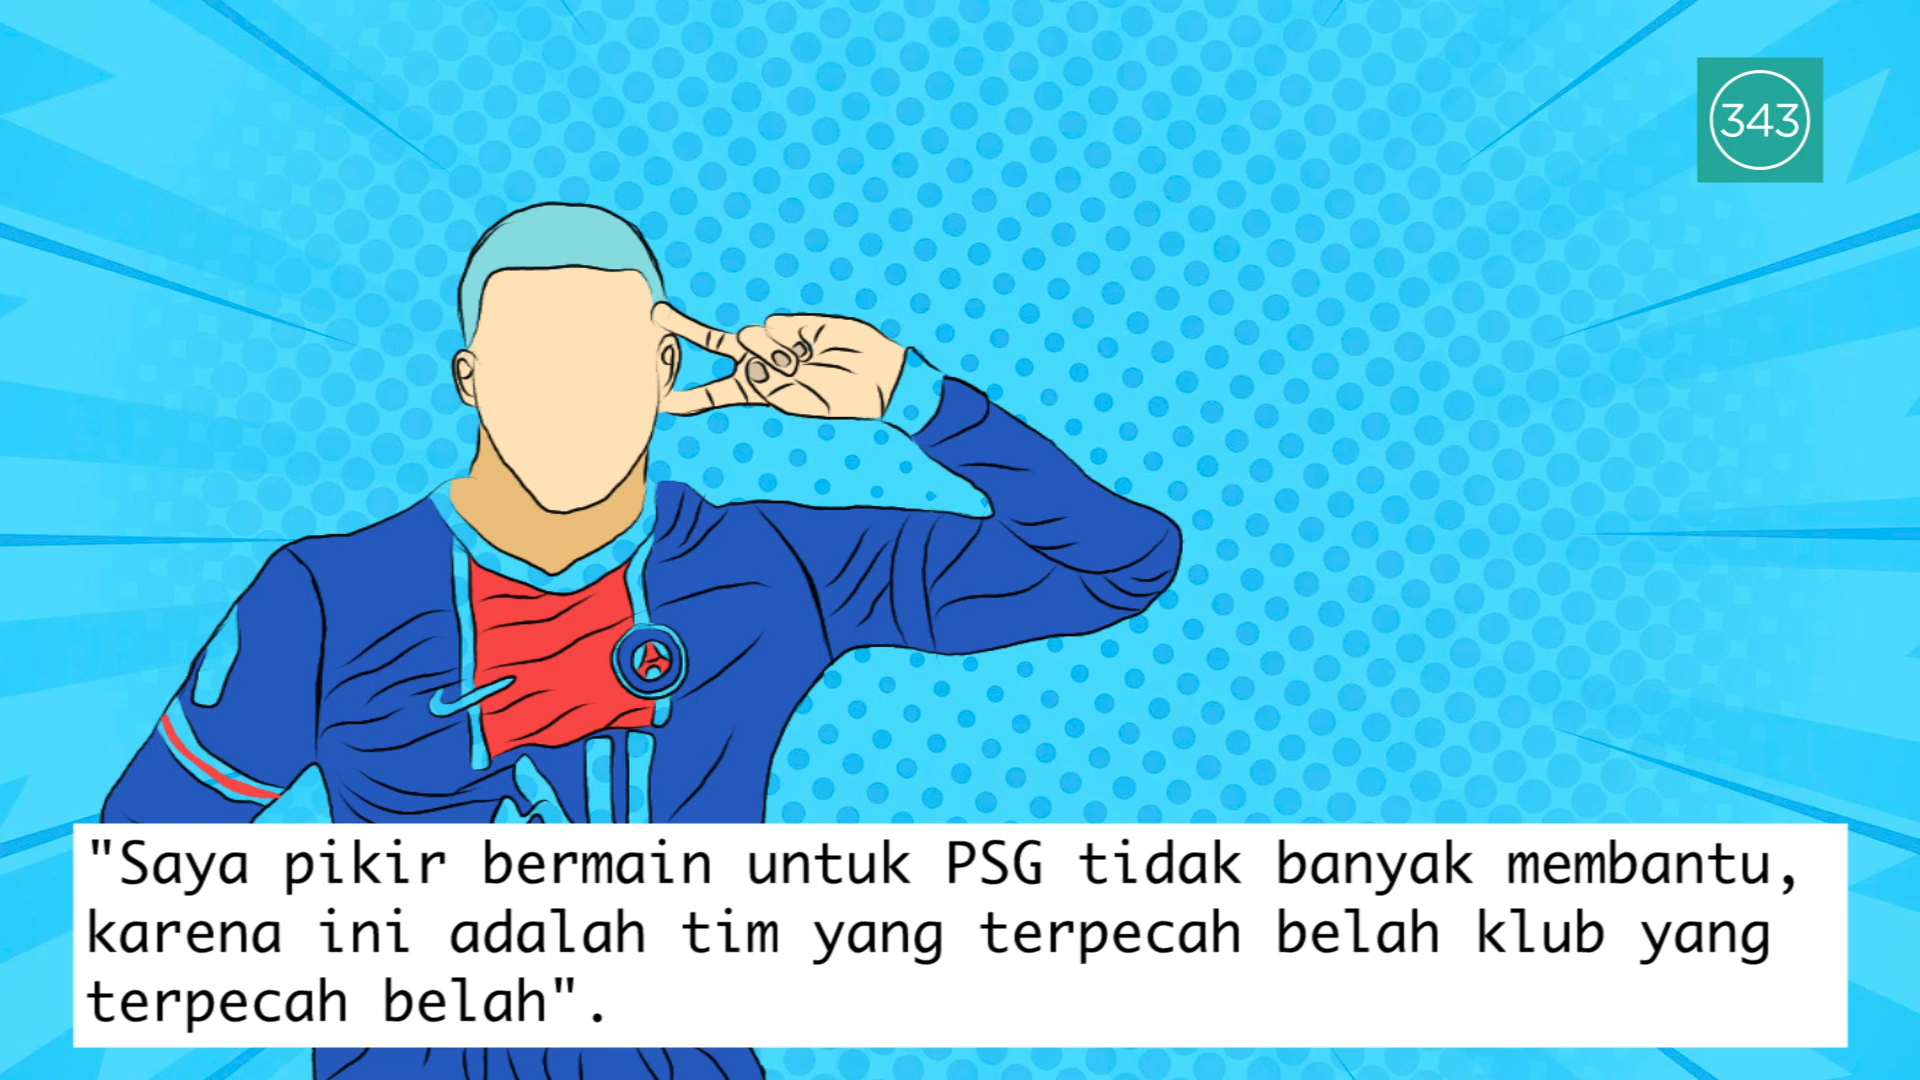 343
"Saya pikir bermain untuk PSG tidak banyak membantu,
karena ini adalah tim yang terpecah belah klub yang
terpecah belah".